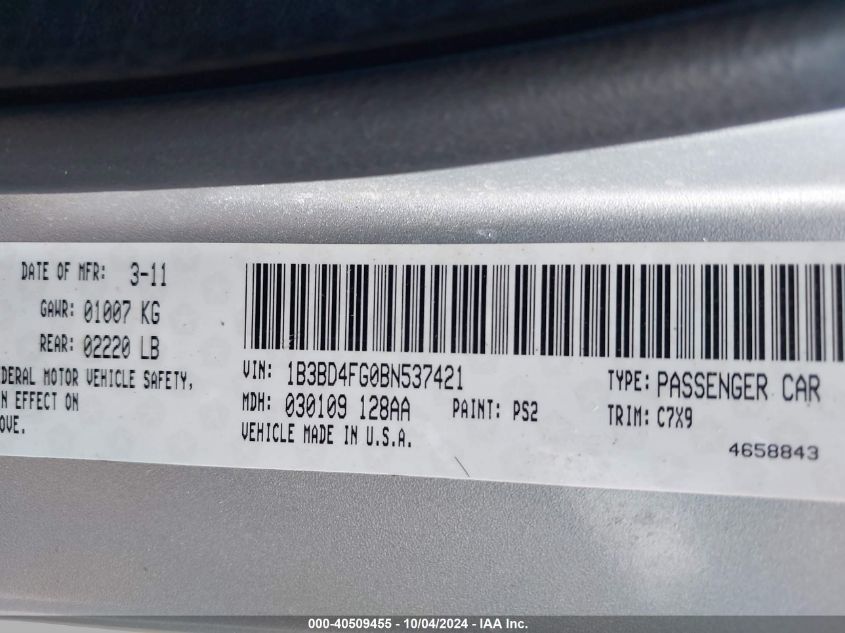 DATE OF MFR: 3-11
GAWR: 01007 KG
REAR: 02220 LB
DERAL MOTOR VEHICLE SAFETY,
N EFFECT ON
OVE.
VIN: 1B3BD4FG0BN537421
TYPE: PASSENGER CAR
MDH: 030109 128AA
PAINT: PS2
TRIM: C7X9
VEHICLE MADE IN U.S.A.
4658843
000-40509455 - 10/04/2024 - IAA Inc.